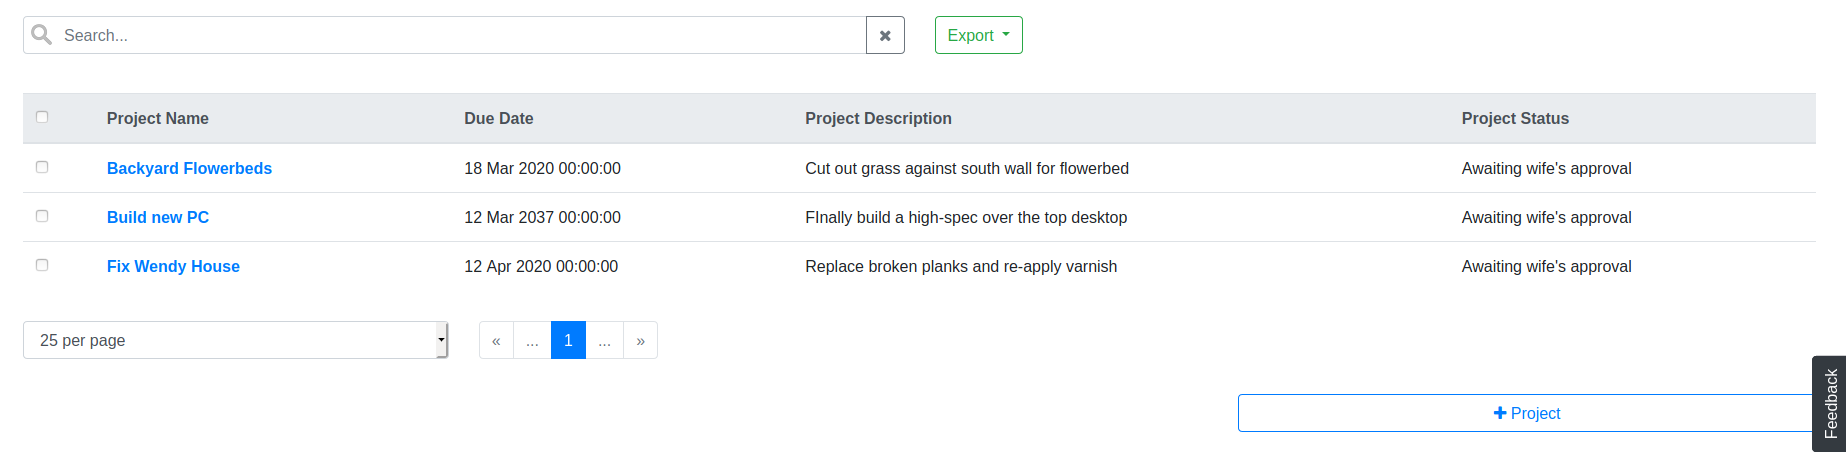 Search... Export
Project Name Due Date Project Description Project Status
Backyard Flowerbeds 18 Mar 2020 00:00:00 Cut out grass against south wall for flowerbed Awaiting wife's approval
Build new PC 12 Mar 2037 00:00:00 FInally build a high-spec over the top desktop Awaiting wife's approval
Fix Wendy House 12 Apr 2020 00:00:00 Replace broken planks and re-apply varnish Awaiting wife's approval
25 per page « ... 1 ... »
Project
Feedback